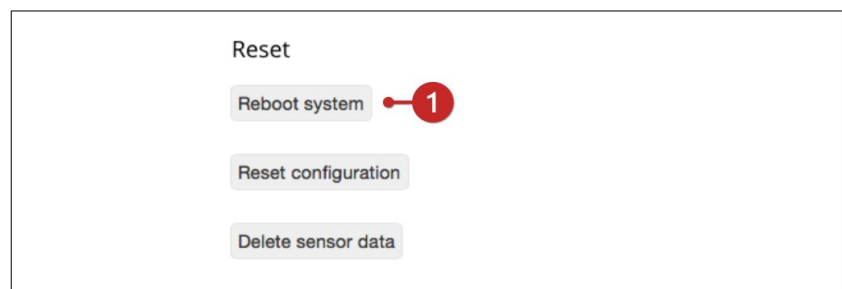 Reset
Reboot system 1
Reset configuration
Delete sensor data